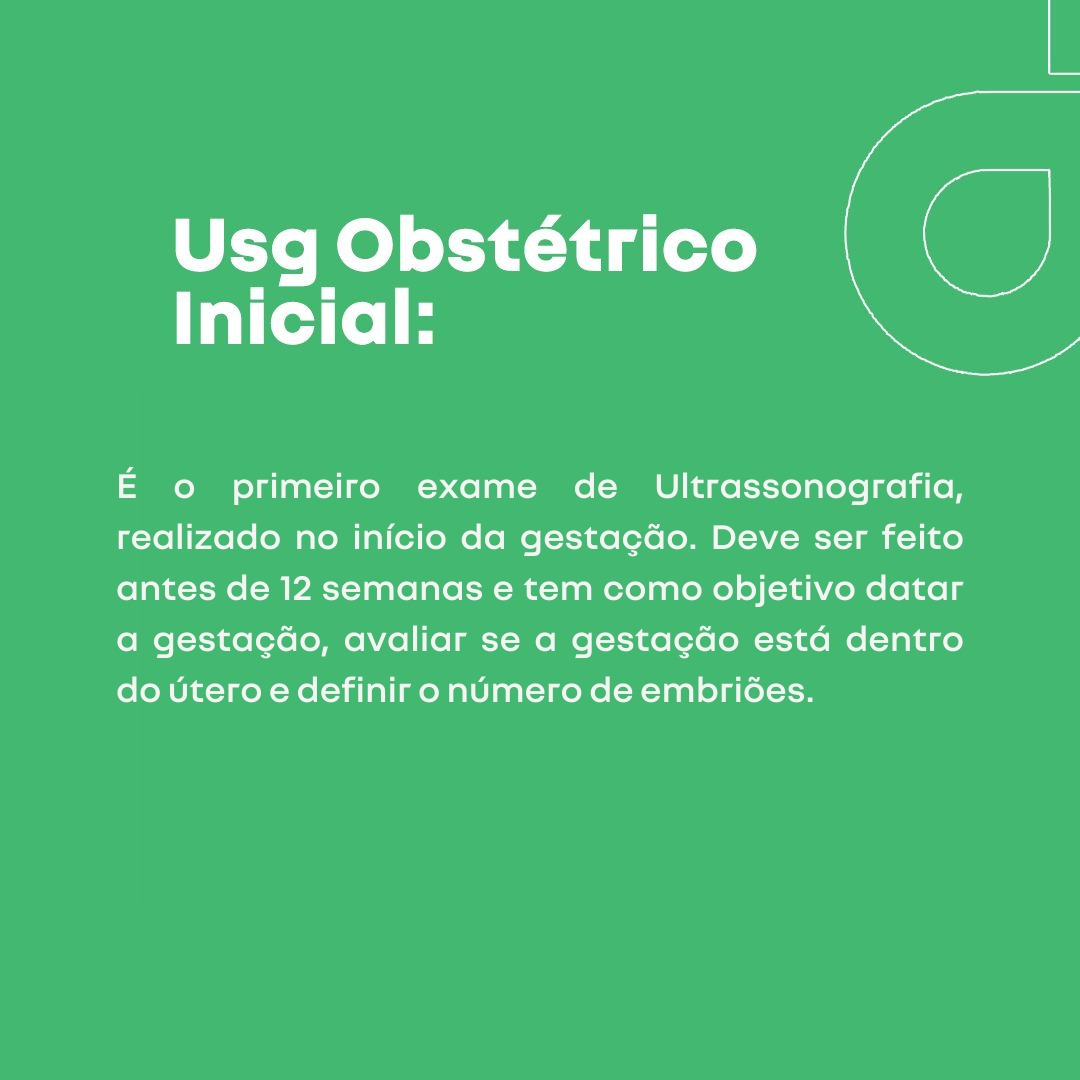 Usg Obstétrico
Inicial:
É o primeiro exame de Ultrassonografia,
realizado no início da gestação. Deve ser feito
antes de 12 semanas e tem como objetivo datar
a gestação, avaliar se a gestação está dentro
do útero e definir o número de embriões.